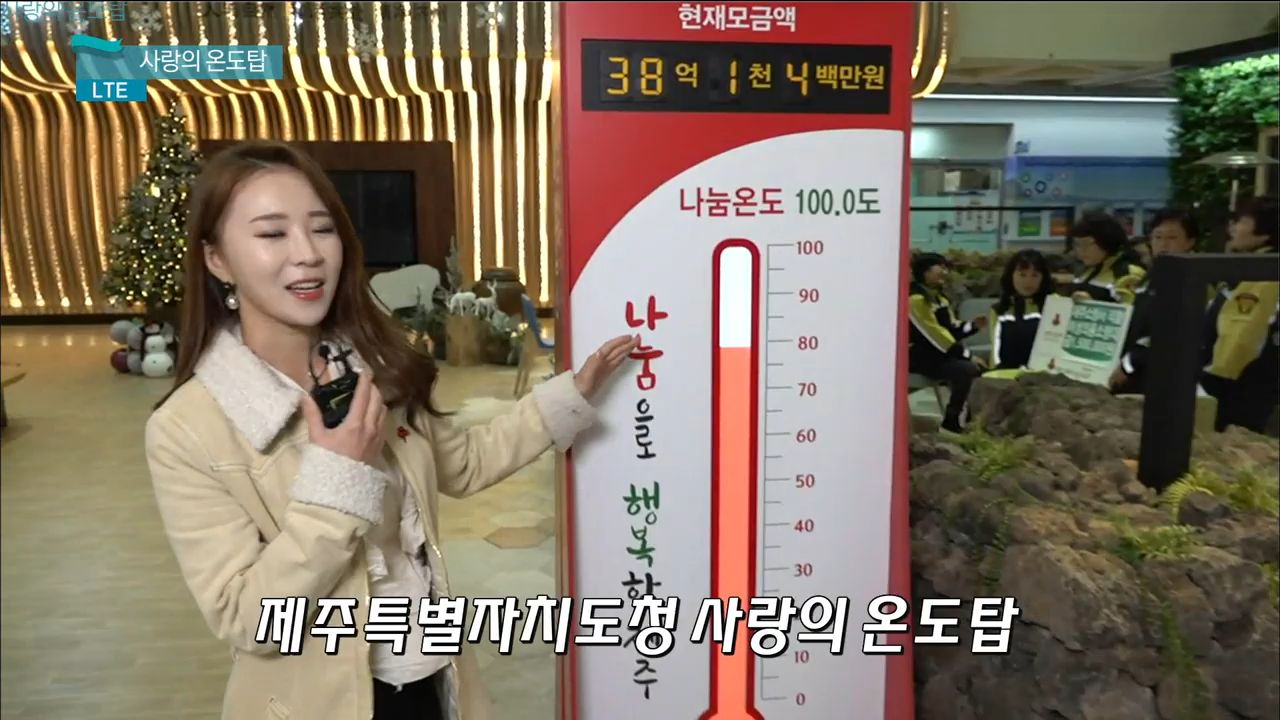 사랑의 온도탑
LTE
현재모금액
38 억 1 천 4 백만원
나눔온도 100.0도
100
90
80
70
60
50
40
30
10
0
나눔으로
행복한
제주
제주특별자치도청 사랑의 온도탑